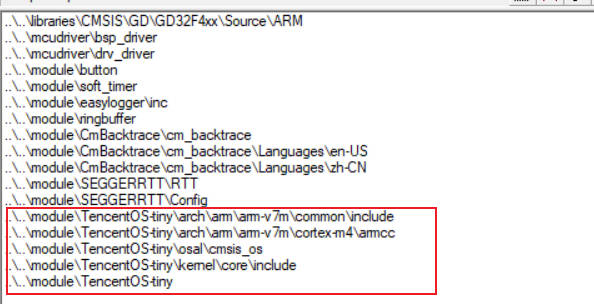 ..\..\libraries\CMSIS\GD\GD32F4xx\Source\ARM
..\..\mcudriver\bsp_driver
..\..\mcudriver\drv_driver
..\..\module\button
..\..\module\soft_timer
..\..\module\easylogger\inc
..\..\module\ringbuffer
..\..\module\CmBacktrace\cm_backtrace
..\..\module\CmBacktrace\cm_backtrace\Languages\en-US
..\..\module\CmBacktrace\cm_backtrace\Languages\zh-CN
..\..\module\SEGGERRTT\RTT
..\..\module\SEGGERRTT\Config
..\..\module\TencentOS-tiny\arch\arm\arm-v7m\common\include
..\..\module\TencentOS-tiny\arch\arm\arm-v7m\cortex-m4\armcc
..\..\module\TencentOS-tiny\osal\cmsis_os
..\..\module\TencentOS-tiny\kernel\core\include
..\..\module\TencentOS-tiny